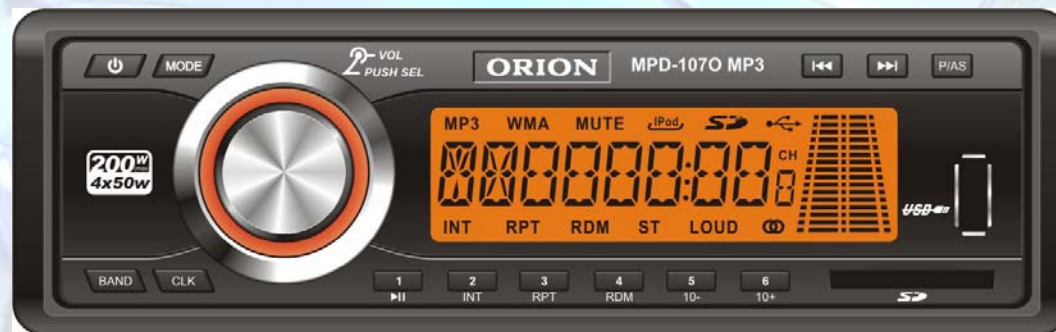 MODE
VOL
PUSH SEL
ORION MPD-107O MP3
P/AS
MP3 WMA MUTE iPod SD
200W
4x50w
CH
INT RPT RDM ST LOUD
USB
BAND CLK
1 2 3 4 5 6
INT RPT RDM 10- 10+
SD